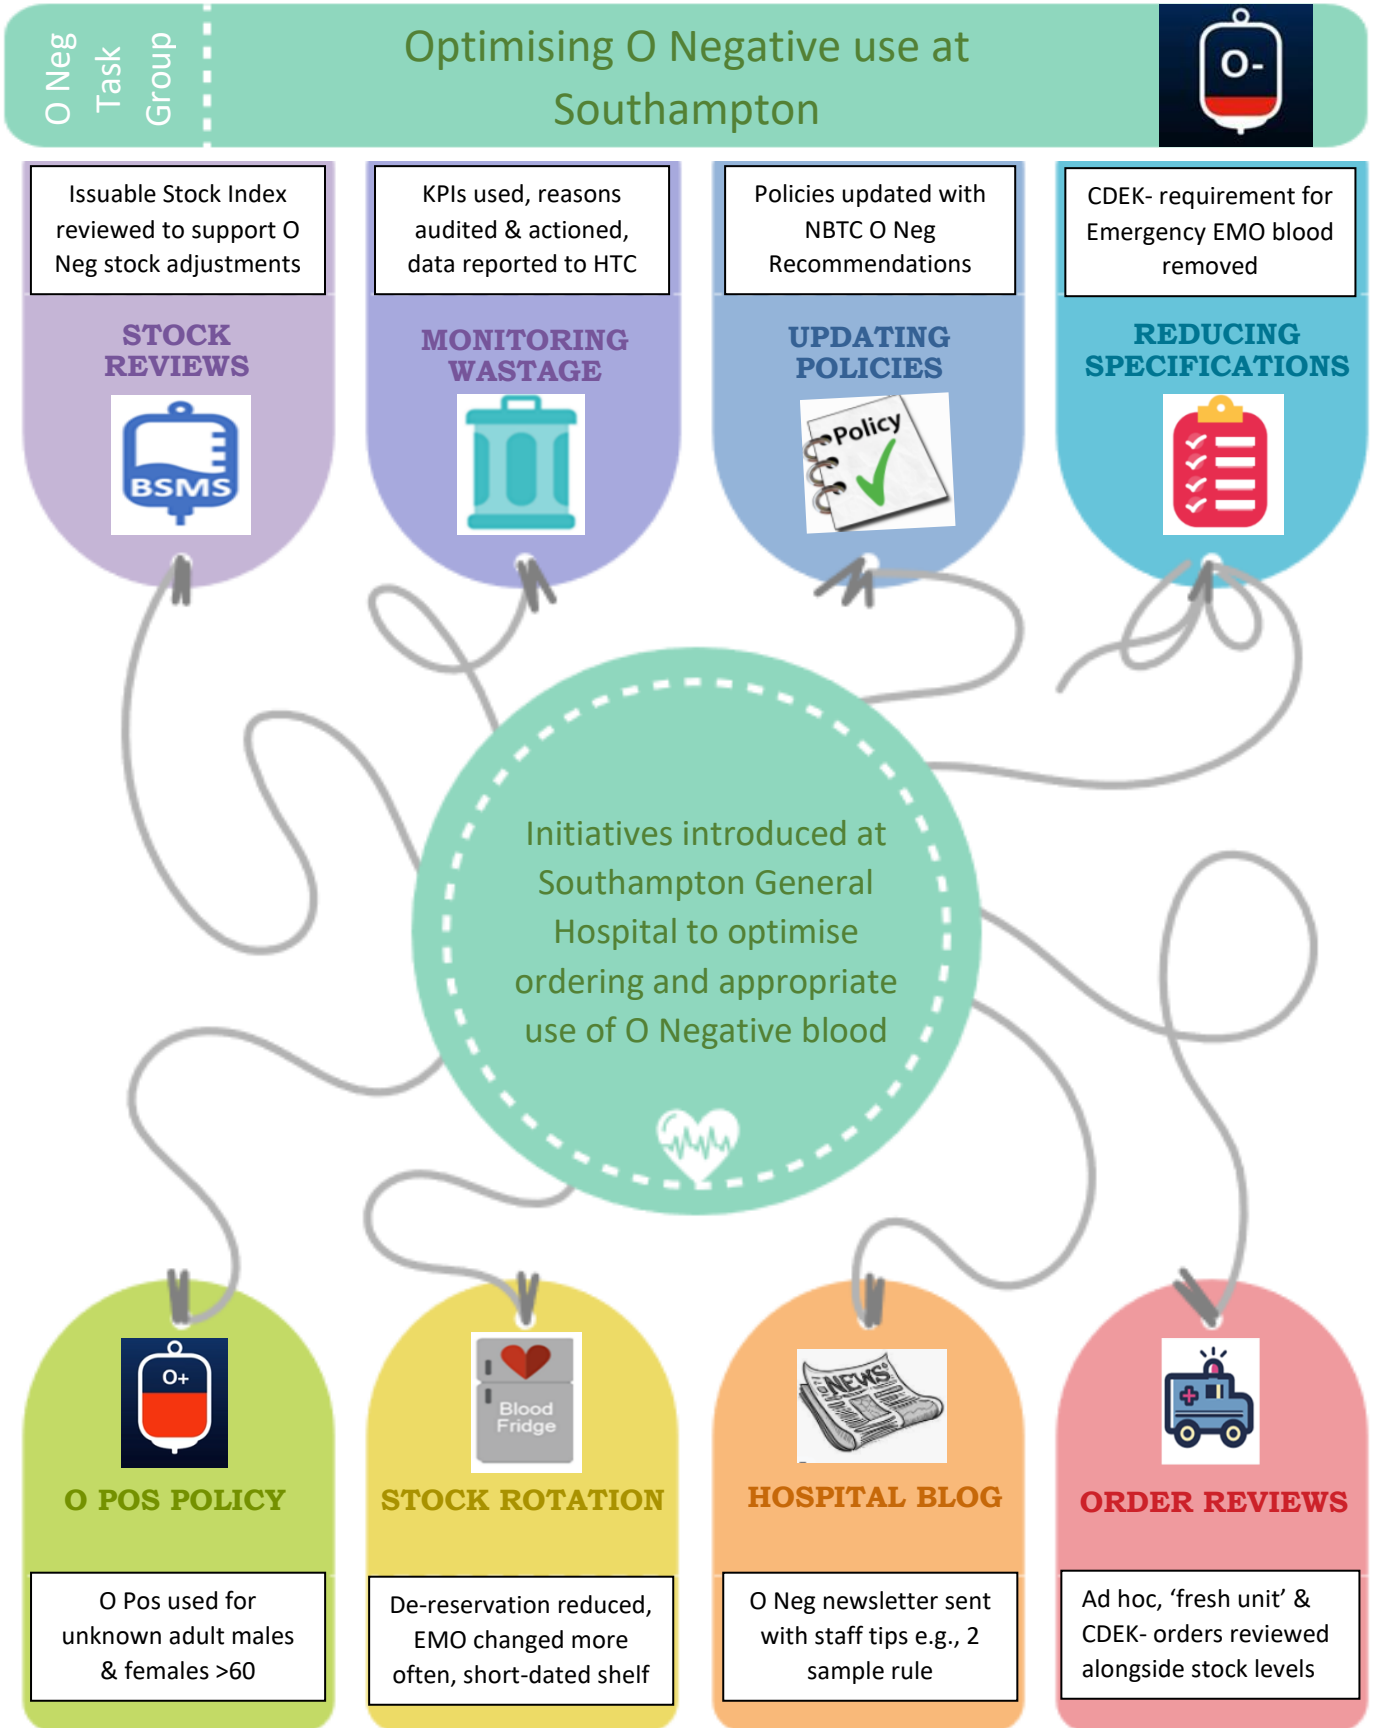 O Neg
Task
Group
Optimising O Negative use at
Southampton
O-
Issuable Stock Index
reviewed to support O
Neg stock adjustments
STOCK
REVIEWS
BSMS
KPIs used, reasons
audited & actioned,
data reported to HTC
MONITORING
WASTAGE
Policies updated with
NBTC O Neg
Recommendations
UPDATING
POLICIES
Policy
CDEK- requirement for
Emergency EMO blood
removed
REDUCING
SPECIFICATIONS
Initiatives introduced at
Southampton General
Hospital to optimise
ordering and appropriate
use of O Negative blood
O+
O POS POLICY
O Pos used for
unknown adult males
& females >60
Blood
Fridge
STOCK ROTATION
De-reservation reduced,
EMO changed more
often, short-dated shelf
NEWS
HOSPITAL BLOG
O Neg newsletter sent
with staff tips e.g., 2
sample rule
ORDER REVIEWS
Ad hoc, ‘fresh unit’ &
CDEK- orders reviewed
alongside stock levels